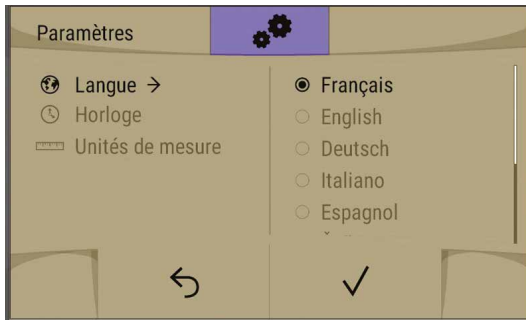 Paramètres
Langue →
Horloge
Unités de mesure
Français
English
Deutsch
Italiano
Espagnol